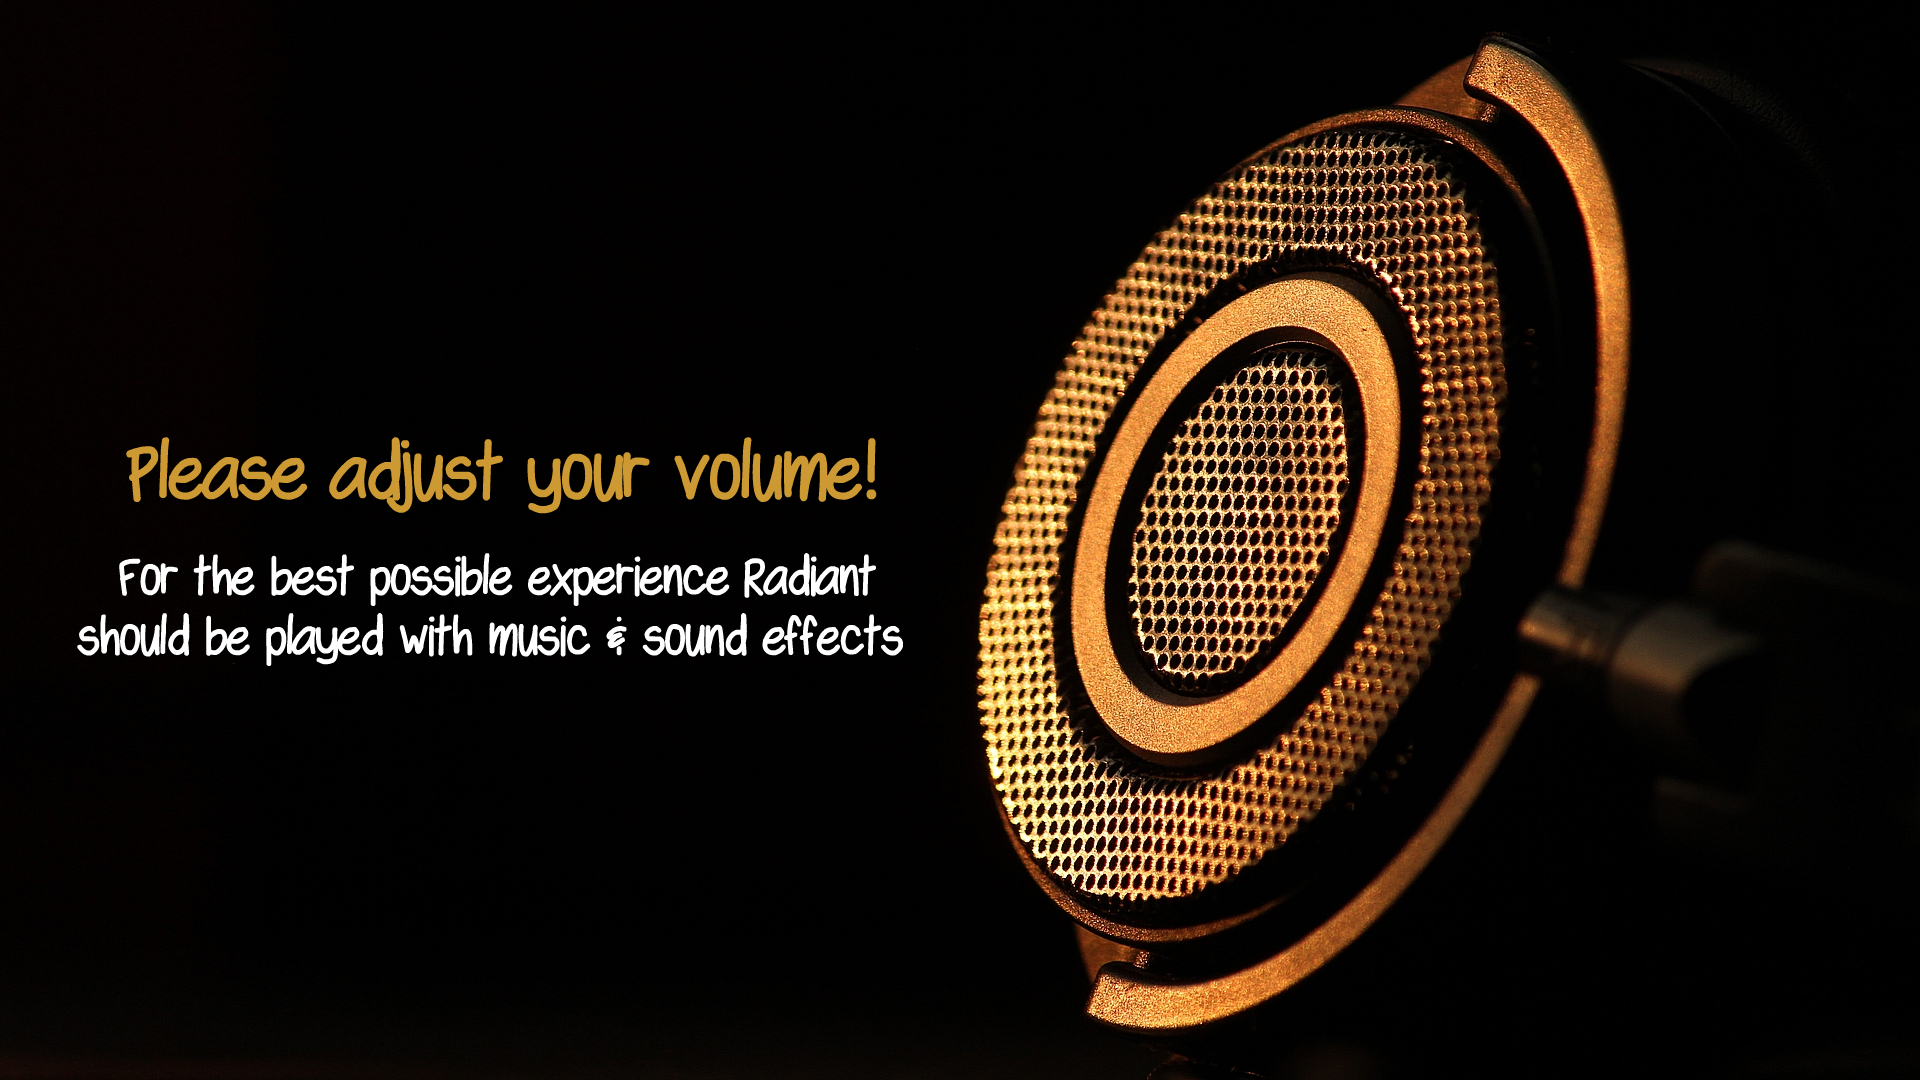 Please adjust your volume!
For the best possible experience Radiant
should be played with music & sound effects